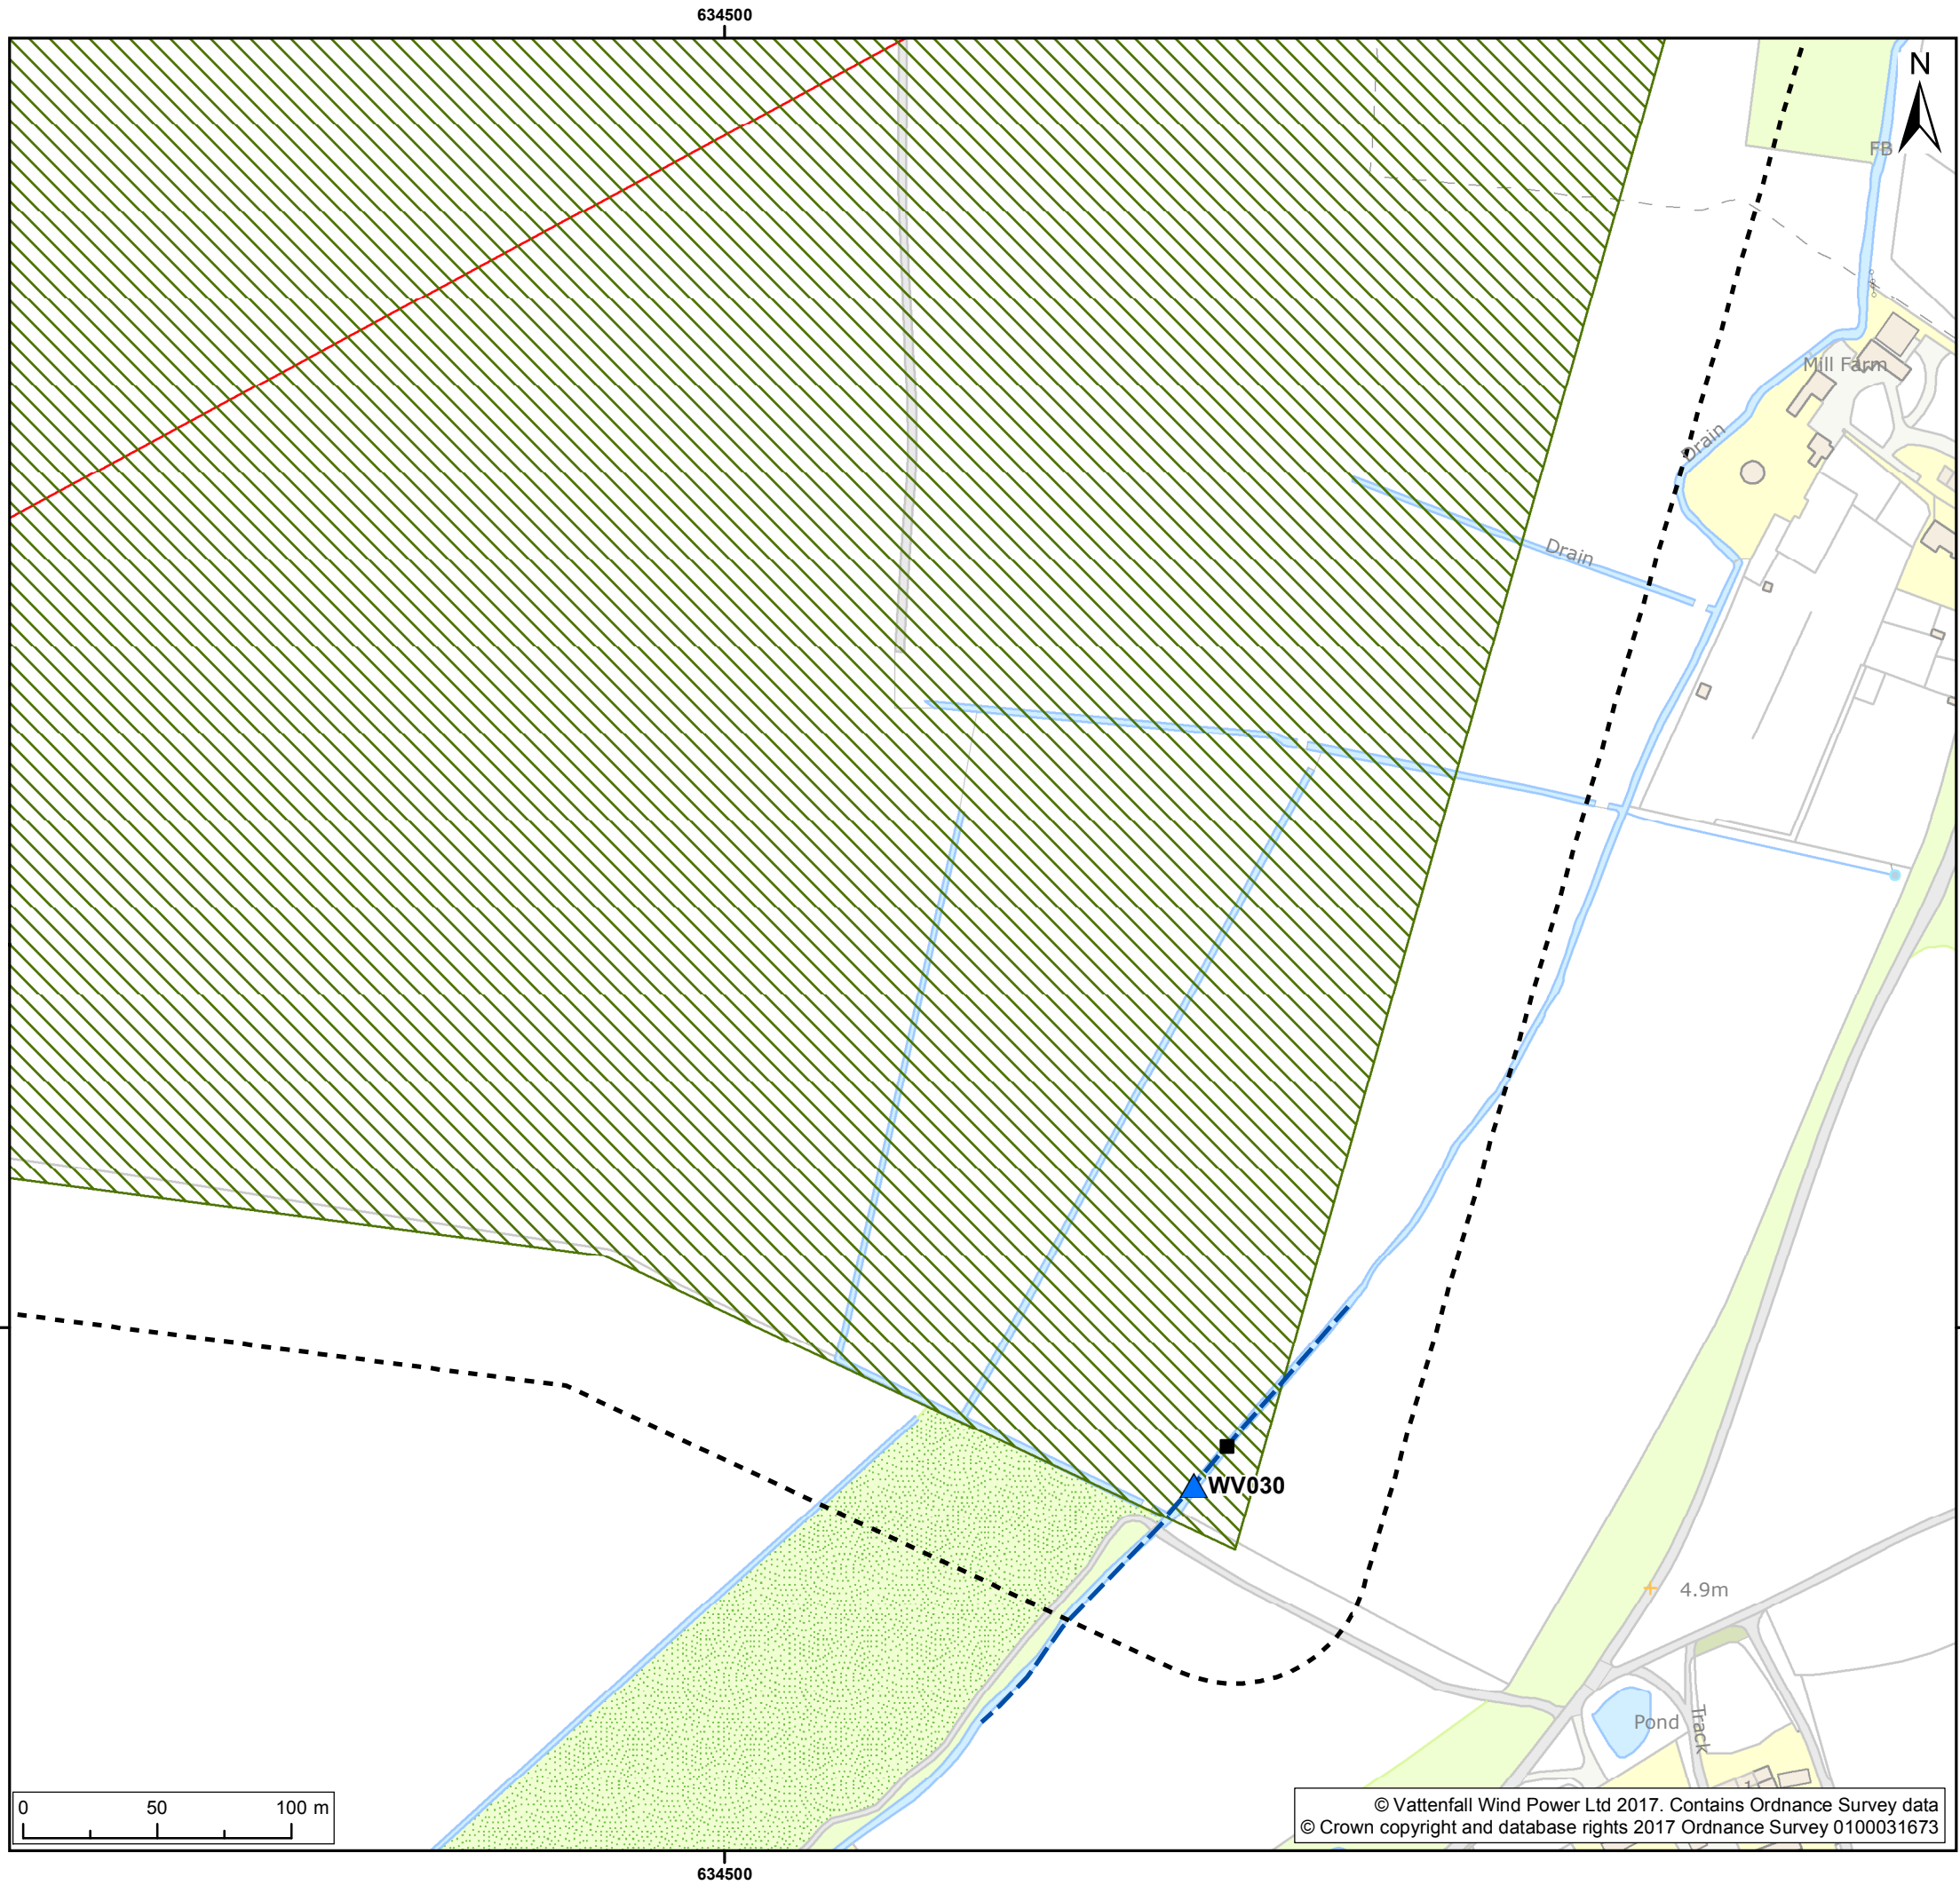 634500
N
FB
Mill Farm
Drain
Drain
WV030
4.9m
Pond
Track
0 50 100 m
© Vattenfall Wind Power Ltd 2017. Contains Ordnance Survey data
© Crown copyright and database rights 2017 Ordnance Survey 0100031673
634500